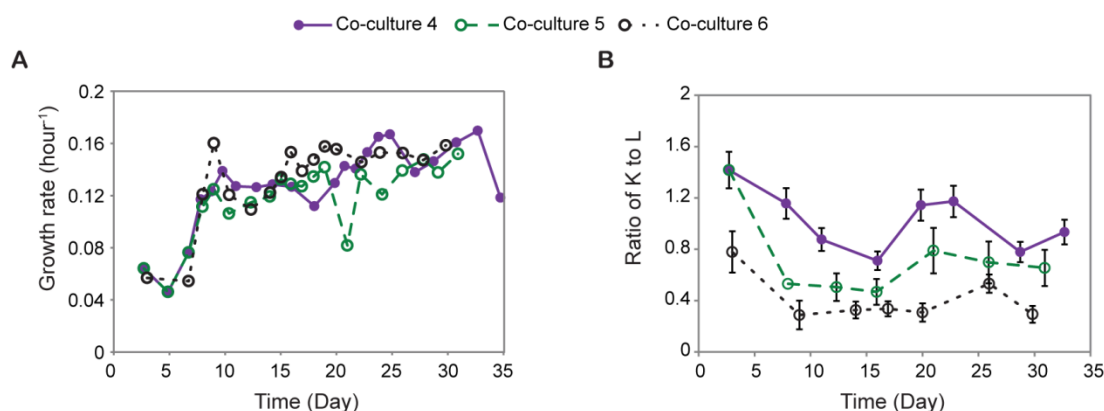 Co-culture 4 Co-culture 5 Co-culture 6
A
B
Growth rate (hour⁻¹)
0.2
0.16
0.12
0.08
0.04
0
0 5 10 15 20 25 30 35
Time (Day)
Ratio of K to L
2
1.6
1.2
0.8
0.4
0
0 5 10 15 20 25 30 35
Time (Day)